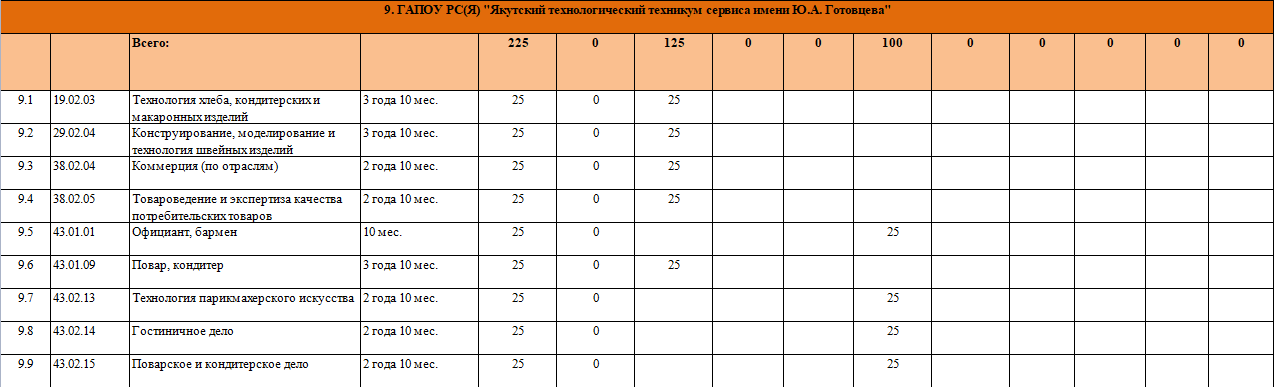 9. ГАПОУ РС(Я) "Якутский технологический техникум сервиса имени Ю.А. Готовцева"
Всего: 225 0 125 0 0 100 0 0 0 0 0
9.1 19.02.03 Технология хлеба, кондитерских и 3 года 10 мес. 25 0 25
макаронных изделий
9.2 29.02.04 Конструирование, моделирование и 3 года 10 мес. 25 0 25
технология швейных изделий
9.3 38.02.04 Коммерция (по отраслям) 2 года 10 мес. 25 0 25
9.4 38.02.05 Товароведение и экспертиза качества 2 года 10 мес. 25 0 25
потребительских товаров
9.5 43.01.01 Официант, бармен 10 мес. 25 0 25
9.6 43.01.09 Повар, кондитер 3 года 10 мес. 25 0 25
9.7 43.02.13 Технология парикмахерского искусства 2 года 10 мес. 25 0 25
9.8 43.02.14 Гостиничное дело 2 года 10 мес. 25 0 25
9.9 43.02.15 Поварское и кондитерское дело 2 года 10 мес. 25 0 25